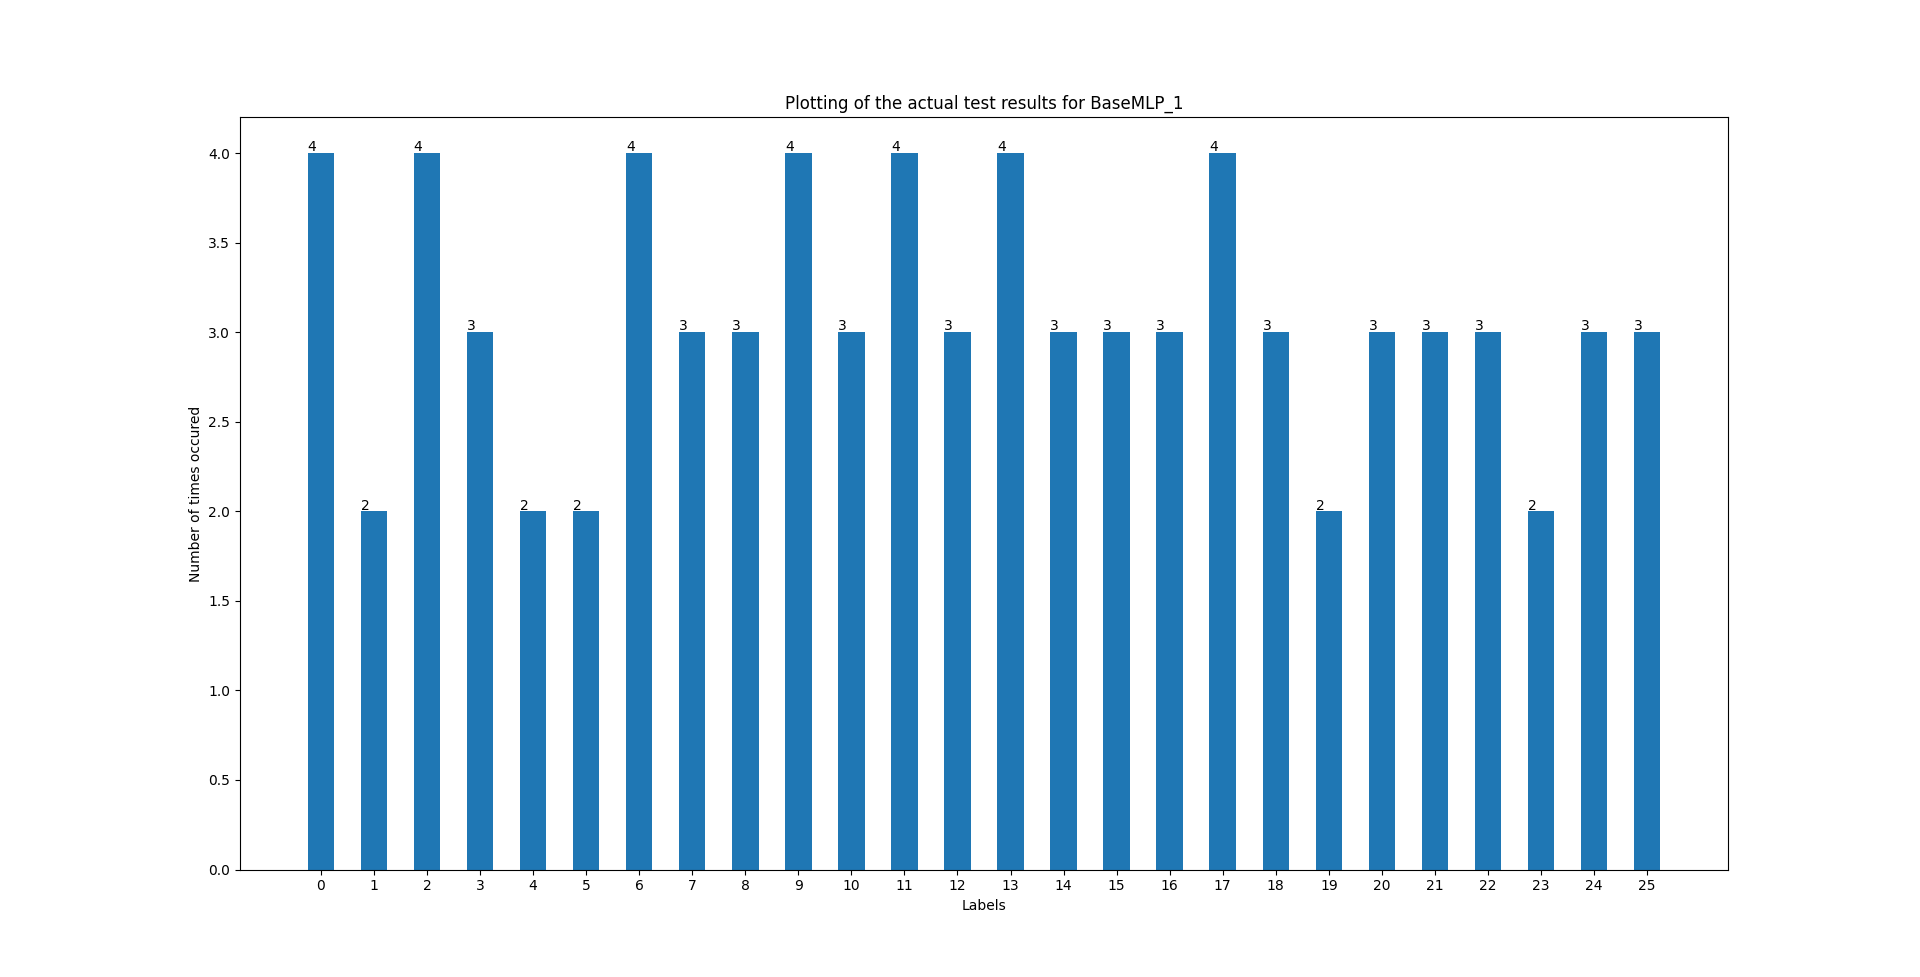 Plotting of the actual test results for BaseMLP_1
4 2 4 3 2 2 4 3 3 4 3 4 3 4 3 3 3 4 3 2 3 3 3 2 3 3
Number of times occured
4.0
3.5
3.0
2.5
2.0
1.5
1.0
0.5
0.0
0 1 2 3 4 5 6 7 8 9 10 11 12 13 14 15 16 17 18 19 20 21 22 23 24 25
Labels